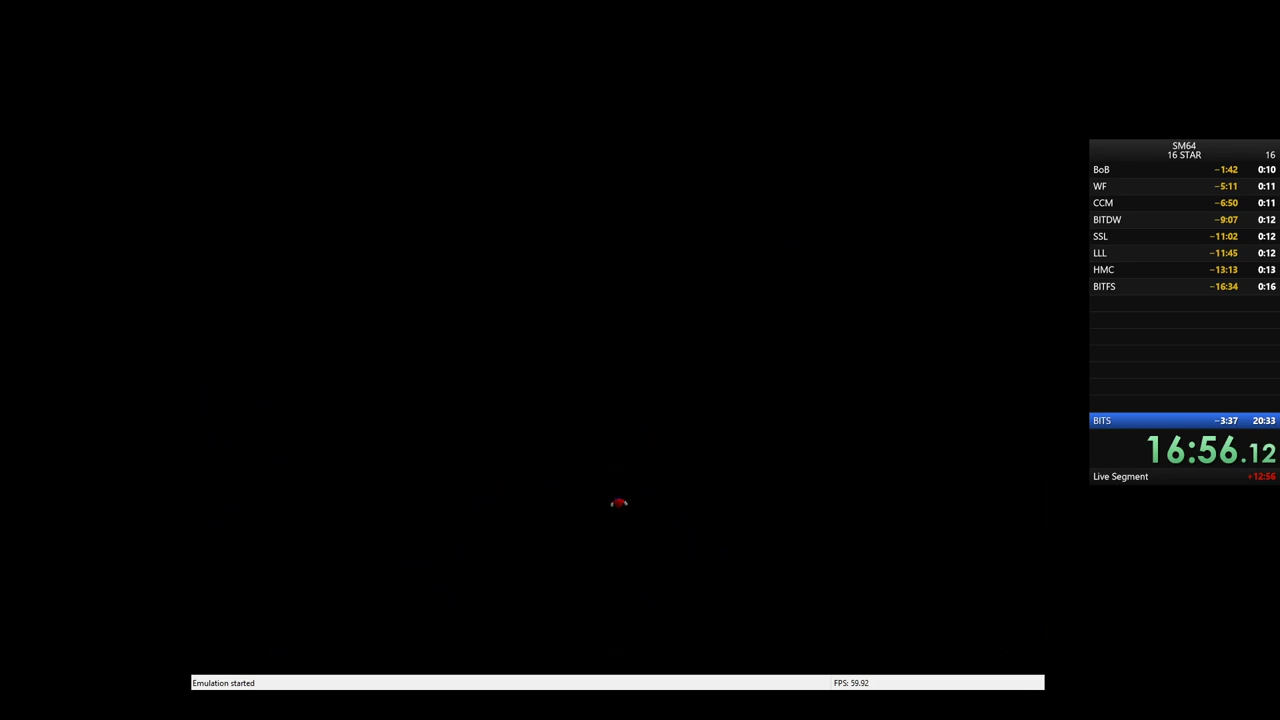 SM64
16 STAR 16
BoB −1:42 0:10
WF −5:11 0:11
CCM −6:50 0:11
BITDW −9:07 0:12
SSL −11:02 0:12
LLL −11:45 0:12
HMC −13:13 0:13
BITFS −16:34 0:16
BITS −3:37 20:33
16:56.12
Live Segment +12:56
Emulation started FPS: 59.92